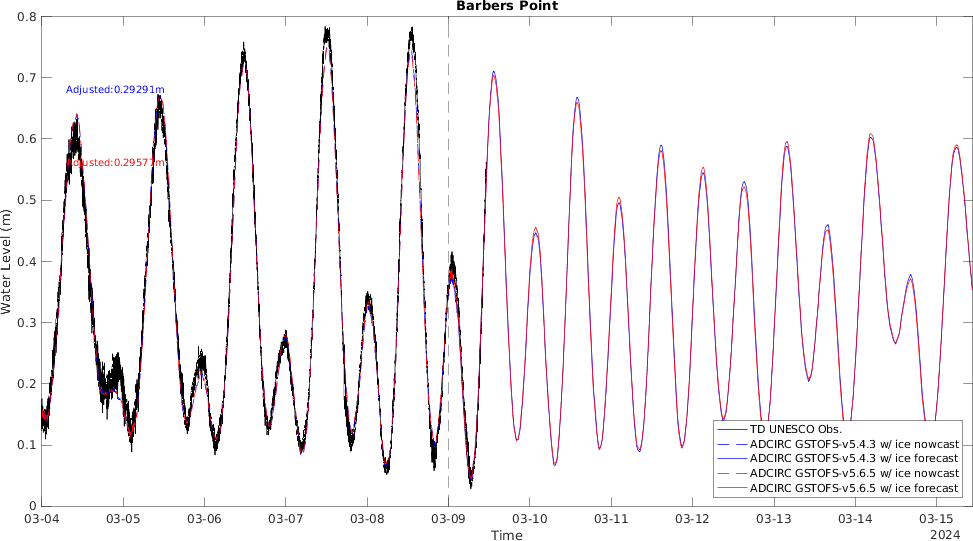 Barbers Point
0.8
0.7
0.6
0.5
0.4
0.3
0.2
0.1
0
Water Level (m)
Adjusted:0.29291m
Adjusted:0.29577m
TD UNESCO Obs.
ADCIRC GSTOFS-v5.4.3 w/ ice nowcast
ADCIRC GSTOFS-v5.4.3 w/ ice forecast
ADCIRC GSTOFS-v5.6.5 w/ ice nowcast
ADCIRC GSTOFS-v5.6.5 w/ ice forecast
03-04 03-05 03-06 03-07 03-08 03-09 03-10 03-11 03-12 03-13 03-14 03-15
Time
2024